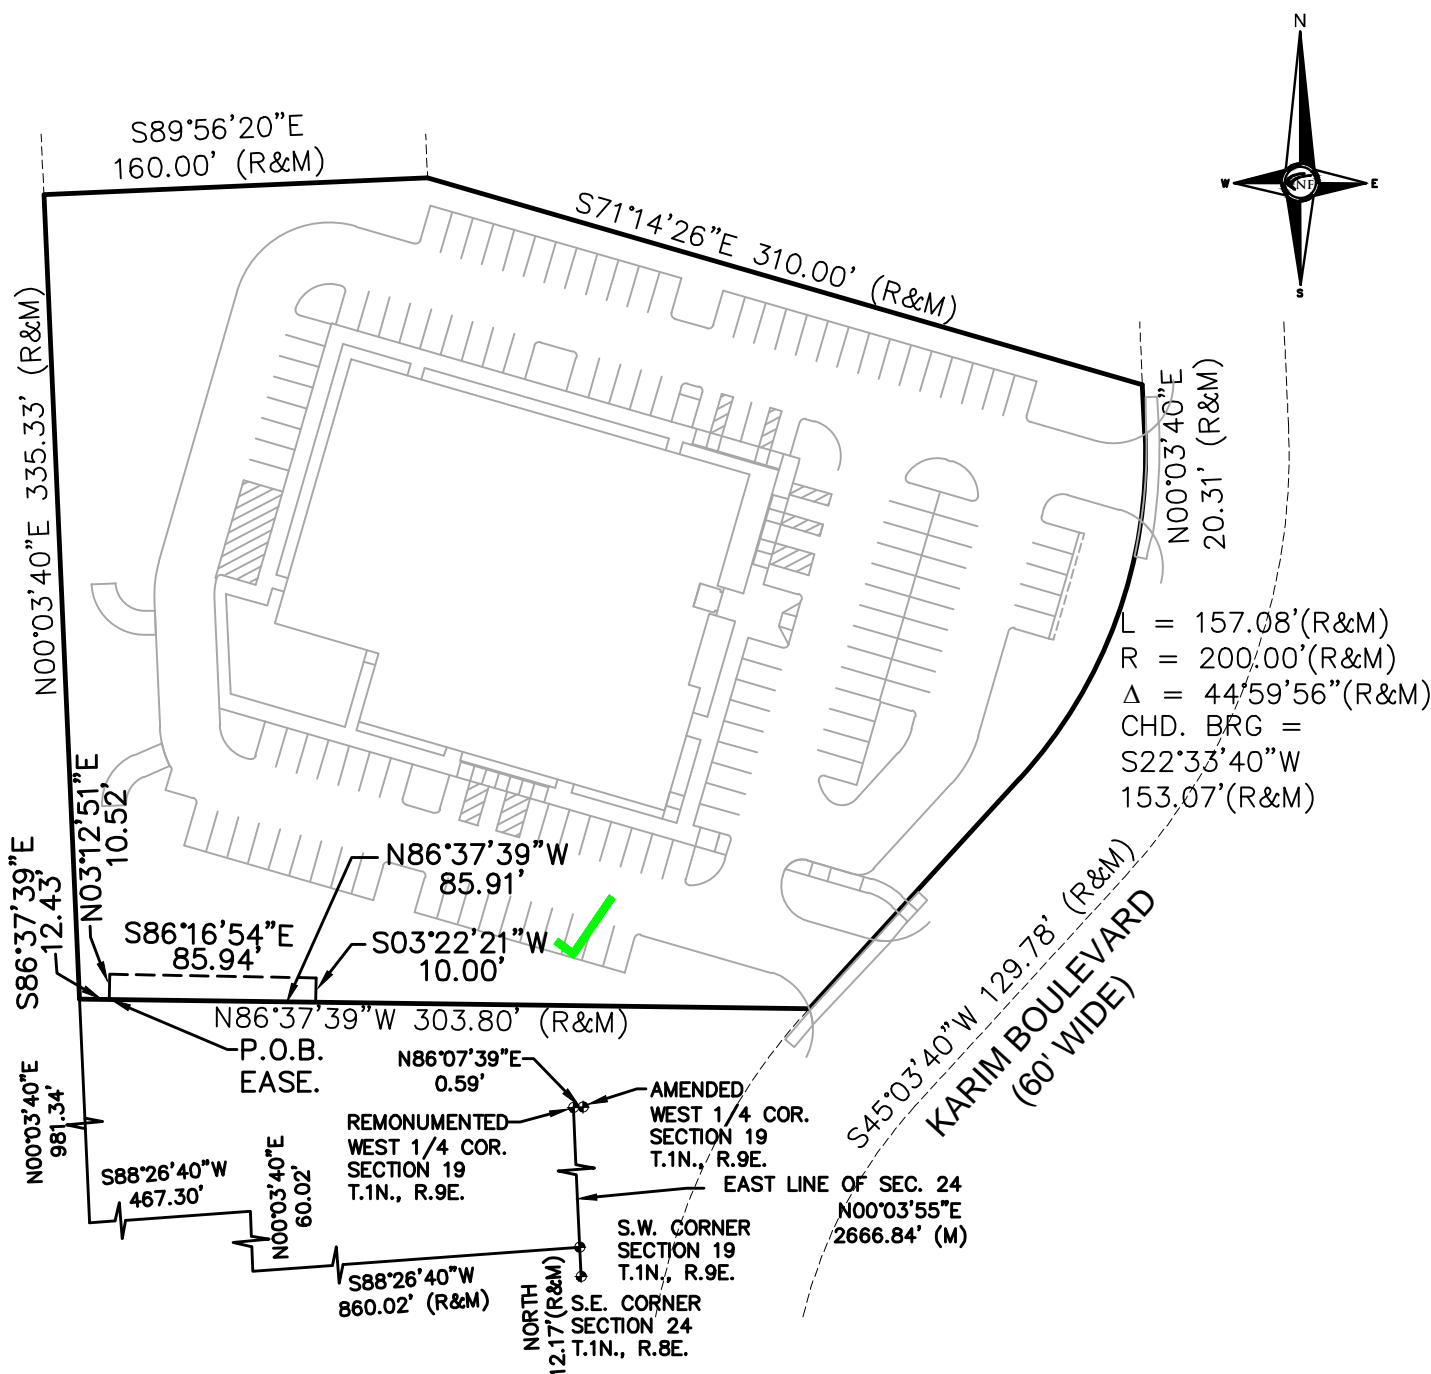 N
W
NF
E
S
S89°56'20"E
160.00' (R&M)
S71°14'26"E 310.00' (R&M)
N00°03'40"E 335.33' (R&M)
N00°03'40"E
20.31' (R&M)
L = 157.08'(R&M)
R = 200.00'(R&M)
Δ = 44°59'56"(R&M)
CHD. BRG =
S22°33'40"W
153.07'(R&M)
S86°37'39"E
12.43'
N03°12'51"E
10.52'
N86°37'39"W
85.91'
S86°16'54"E
85.94'
S03°22'21"W
10.00'
N86°37'39"W 303.80' (R&M)
P.O.B.
EASE.
S45°03'40"W 129.78' (R&M)
KARIM BOULEVARD
(60' WIDE)
N00°03'40"E
981.34'
N86°07'39"E
0.59'
REMONUMENTED
WEST 1/4 COR.
SECTION 19
T.1N., R.9E.
AMENDED
WEST 1/4 COR.
SECTION 19
T.1N., R.9E.
S88°26'40"W
467.30'
N00°03'40"E
60.02'
EAST LINE OF SEC. 24
N00°03'55"E
2666.84' (M)
S.W. CORNER
SECTION 19
T.1N., R.9E.
S88°26'40"W
860.02' (R&M)
NORTH
12.17'(R&M)
S.E. CORNER
SECTION 24
T.1N., R.8E.